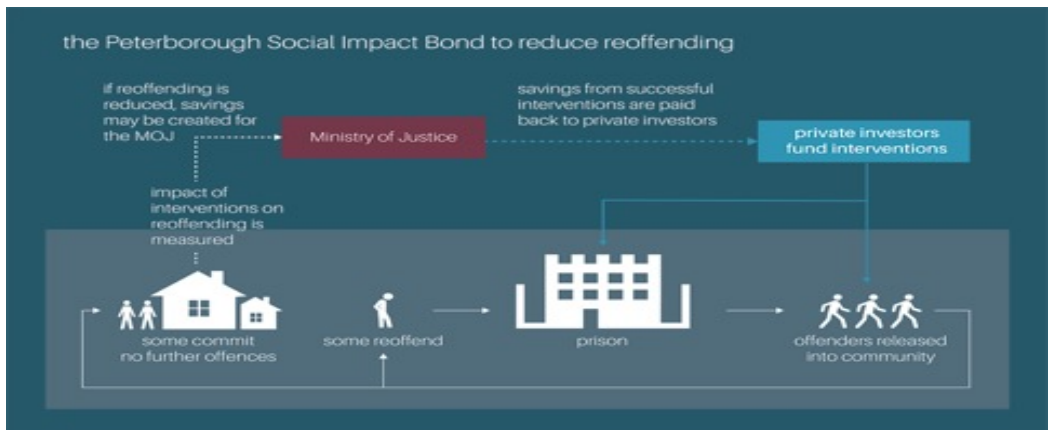 the Peterborough Social Impact Bond to reduce reoffending
if reoffending is
reduced, savings
may be created for
the MOJ
Ministry of Justice
savings from successful
interventions are paid
back to private investors
private investors
fund interventions
impact of
interventions on
reoffending is
measured
some commit
no further offences
some reoffend
prison
offenders released
into community